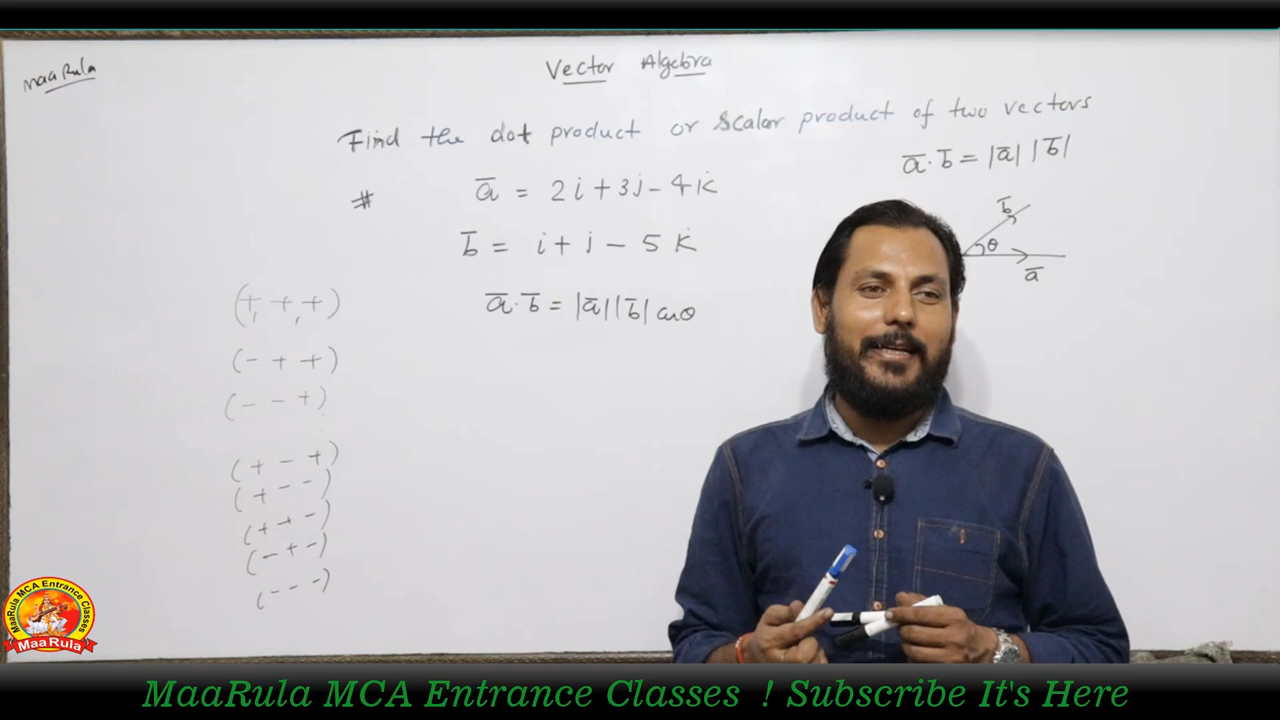 MaaRula
Vector Algebra
Find the dot product or scalar product of two vectors
a̅·b̅ = |a̅| |b̅|
# a̅ = 2i + 3j - 4k
b̅
θ
a̅
b̅ = i + j - 5k
a̅·b̅ = |a̅| |b̅| cosθ
(+, +, +)
(- + +)
(- - +)
(+ - +)
(+ - -)
(+ + -)
(- + -)
(- - -)
MaaRula MCA Entrance Classes
MaaRula
MaaRula MCA Entrance Classes ! Subscribe It's Here